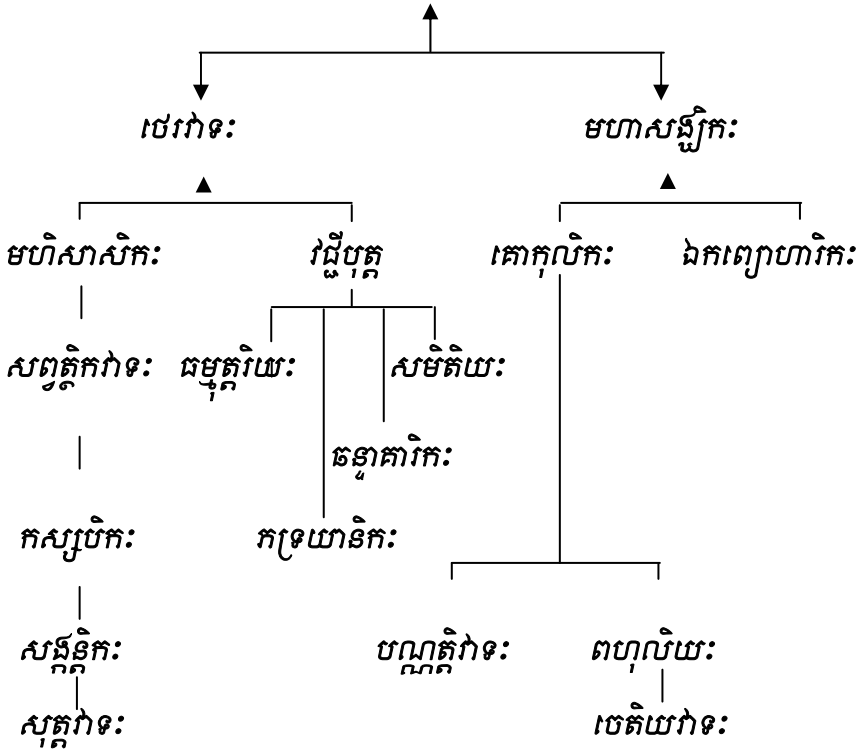 ថេរវាទៈ មហាសង្ឃិកៈ
មហិសាសិកៈ វជ្ជីបុត្ត គោកុលិកៈ ឯកព្យោហារិកៈ
សព្វត្ថិកវាទៈ ធម្មុត្តរិយៈ សមិតិយៈ
ធន្ទាគារិកៈ
កស្សបិកៈ ភទ្រយានិកៈ
សង្កន្តិកៈ បណ្ណត្តិវាទៈ ពហុលិយៈ
សុត្តវាទៈ ចេតិយវាទៈ